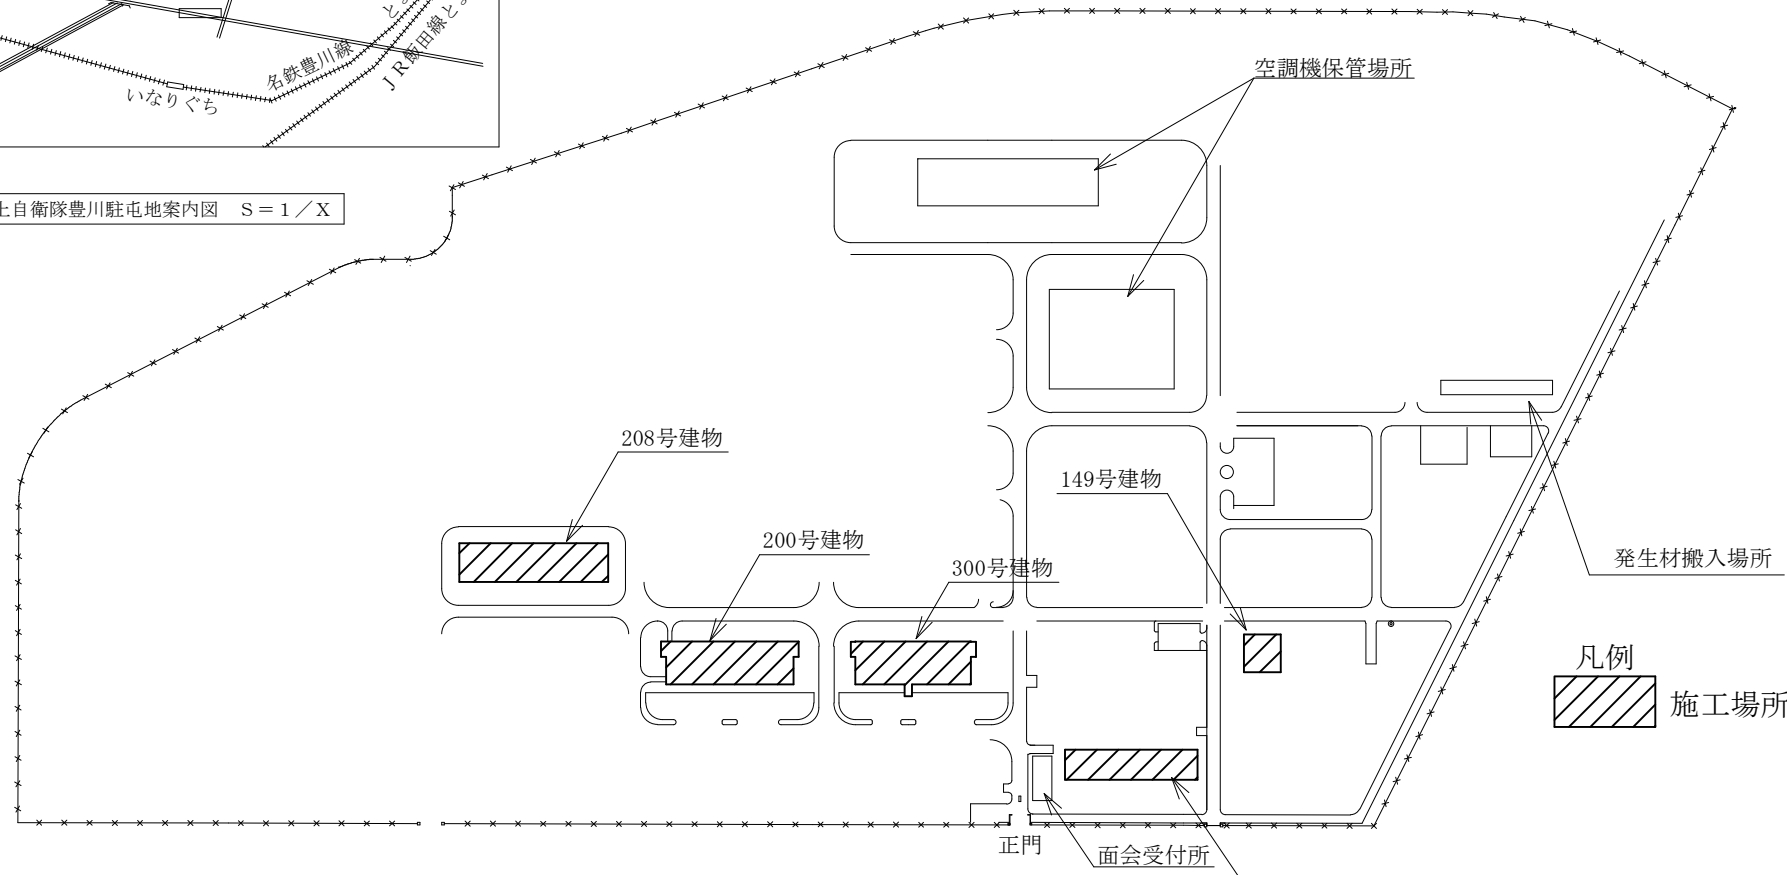 名鉄豊川線
ＪＲ飯田線と
いなりぐち
上自衛隊豊川駐屯地案内図　Ｓ＝１／Ｘ
空調機保管場所
208号建物
149号建物
200号建物
300号建物
発生材搬入場所
凡例
施工場所
正門
面会受付所